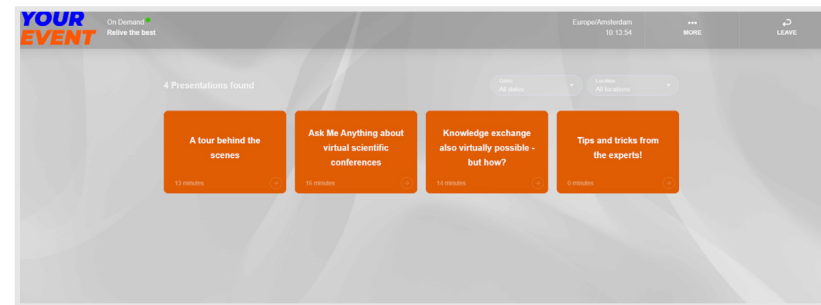 YOUR
EVENT
On Demand
Relive the best
Europe/Amsterdam
10:13:54
MORE
LEAVE
4 Presentations found
Dates
All dates
Location
All locations
A tour behind the
scenes
13 minutes
Ask Me Anything about
virtual scientific
conferences
15 minutes
Knowledge exchange
also virtually possible -
but how?
14 minutes
Tips and tricks from
the experts!
0 minutes